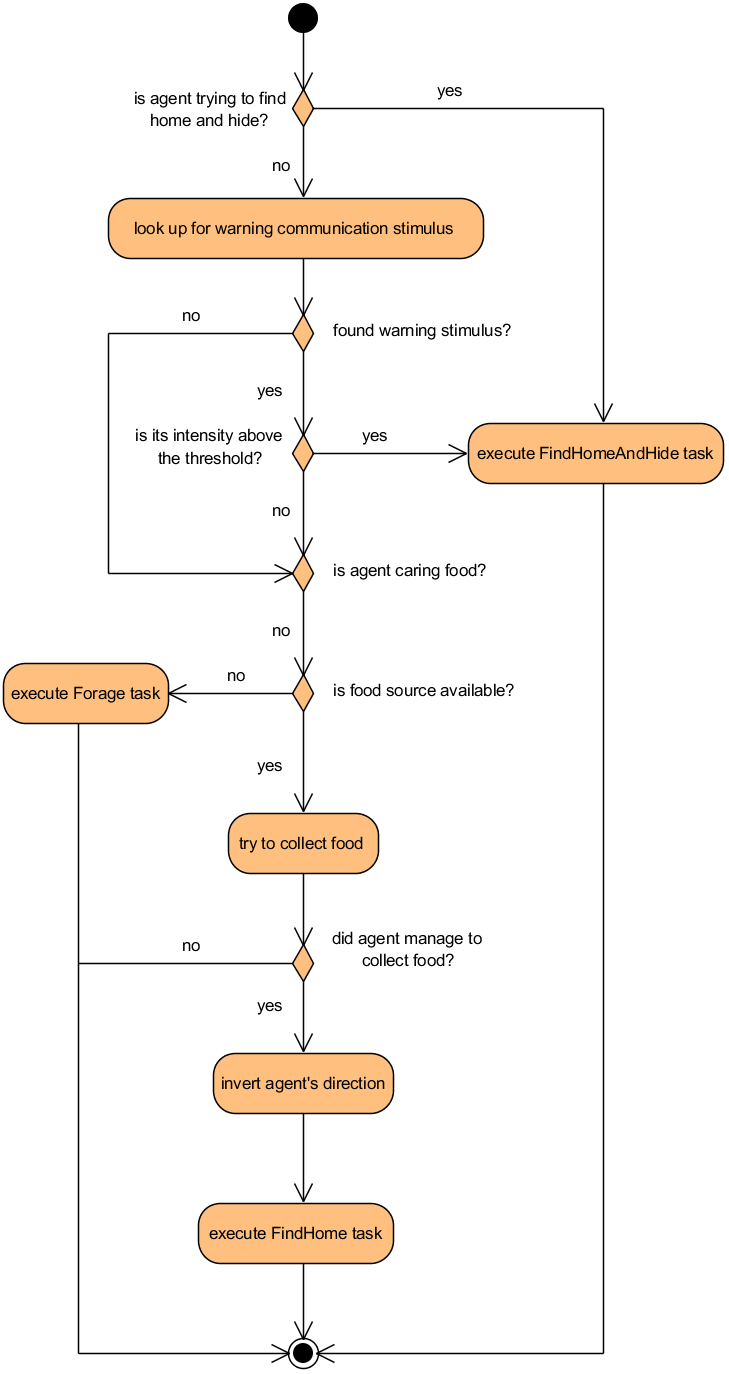 is agent trying to find
home and hide?
yes
no
look up for warning communication stimulus
no
found warning stimulus?
yes
is its intensity above
the threshold?
yes
execute FindHomeAndHide task
no
is agent caring food?
no
execute Forage task
no
is food source available?
yes
try to collect food
no
did agent manage to
collect food?
yes
invert agent's direction
execute FindHome task